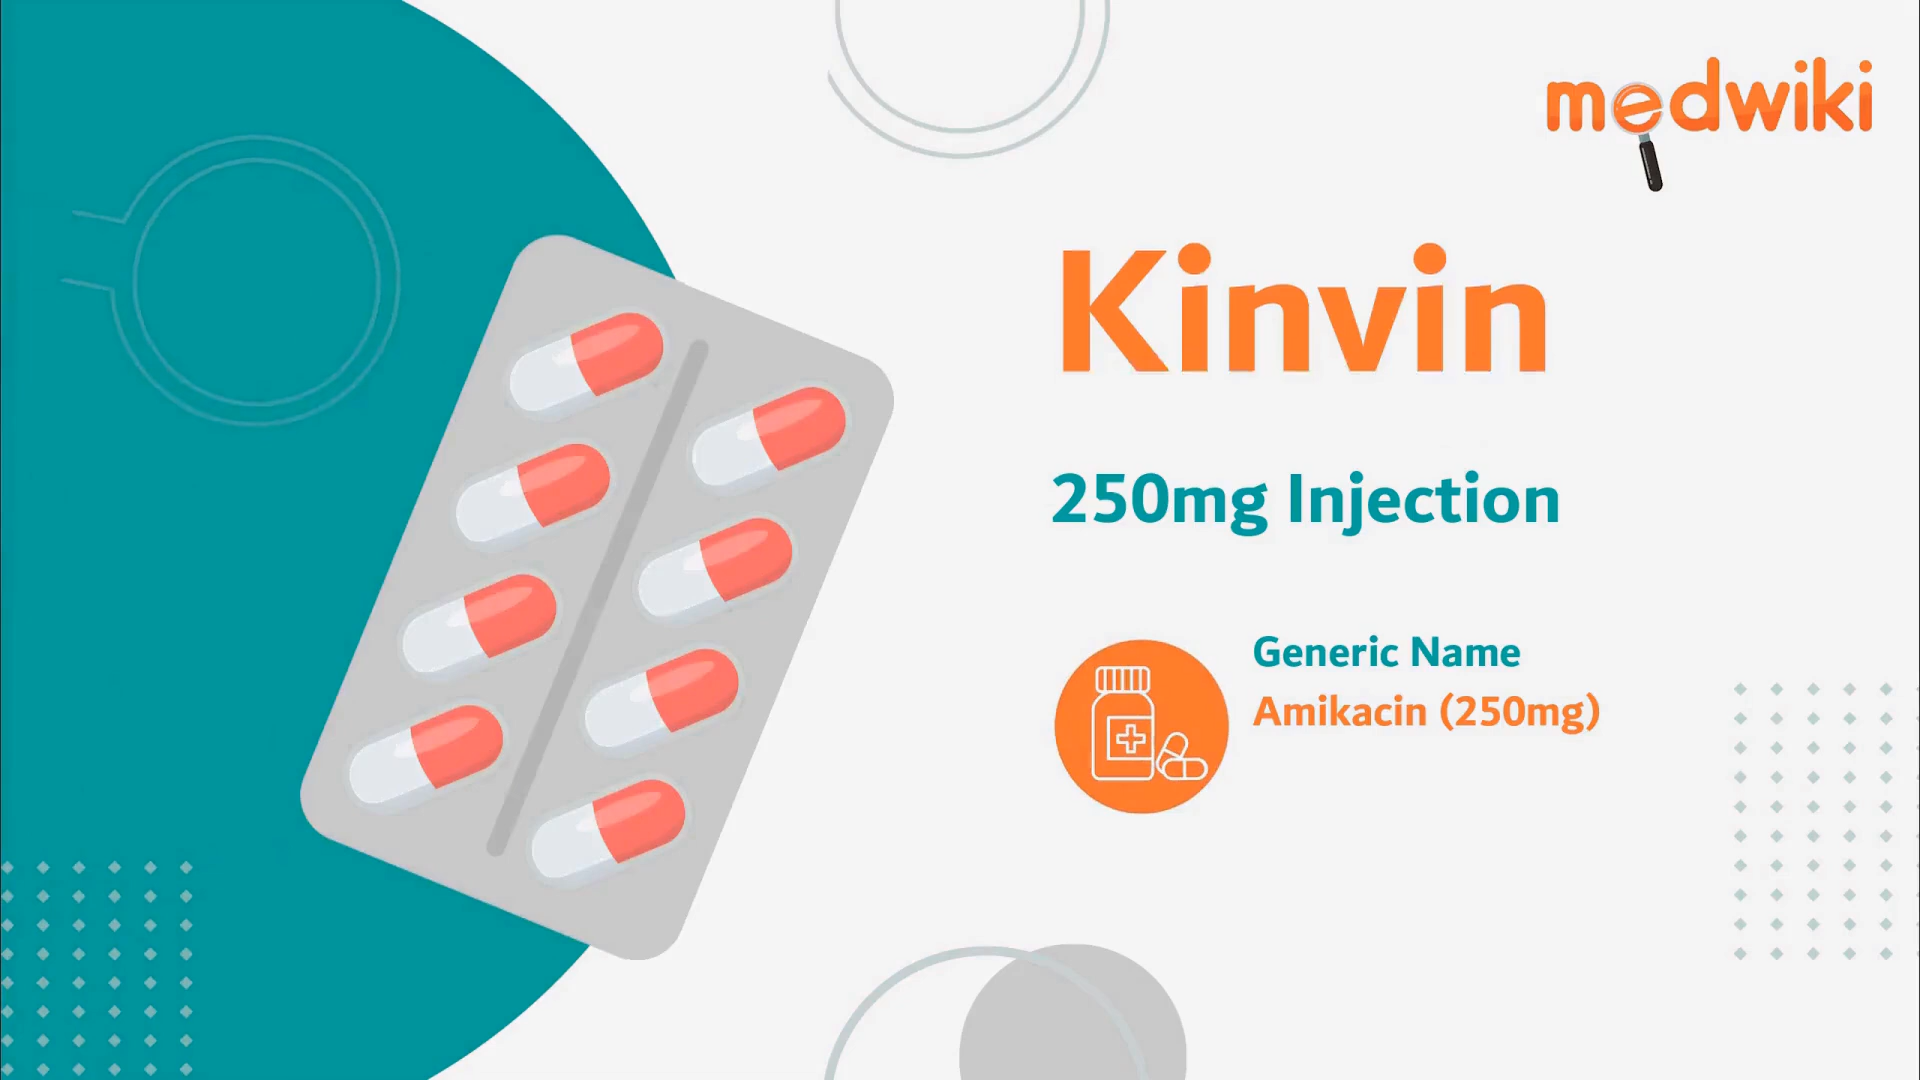 medwiki
Kinvin
250mg Injection
Generic Name
Amikacin (250mg)